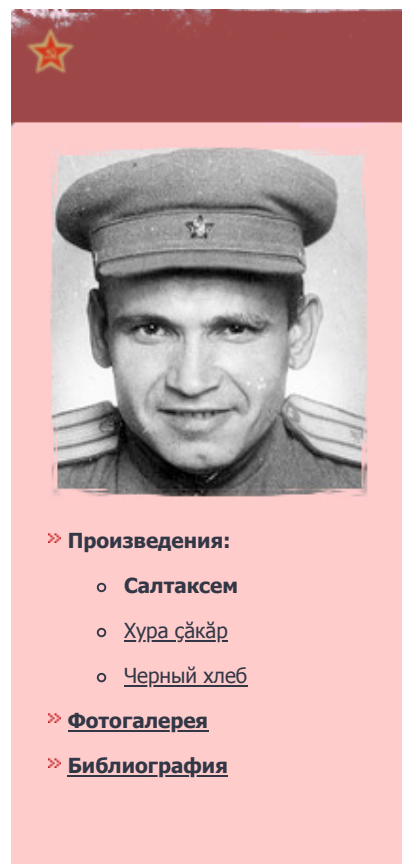 Произведения:
Салтаксем
Хура ҫӑкӑр
Черный хлеб
Фотогалерея
Библиография